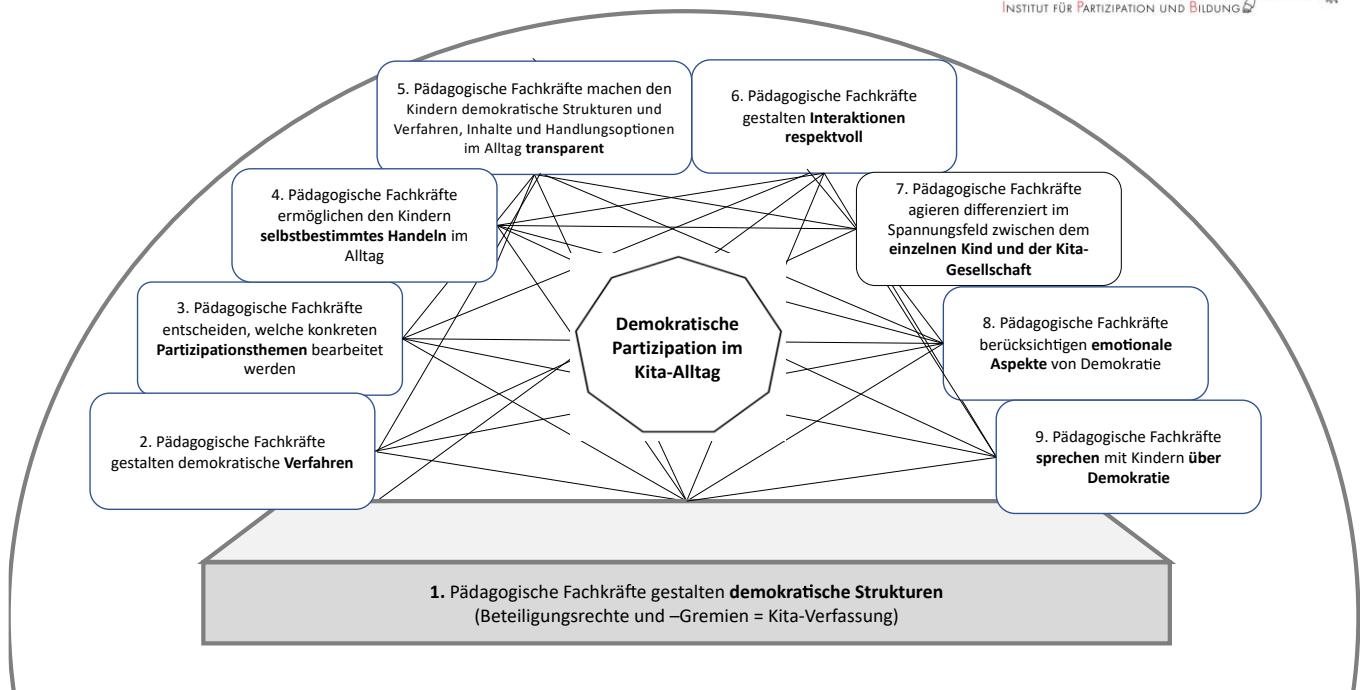 INSTITUT FÜR PARTIZIPATION UND BILDUNG
5. Pädagogische Fachkräfte machen den
Kindern demokratische Strukturen und
Verfahren, Inhalte und Handlungsoptionen
im Alltag transparent
6. Pädagogische Fachkräfte
gestalten Interaktionen
respektvoll
4. Pädagogische Fachkräfte
ermöglichen den Kindern
selbstbestimmtes Handeln im
Alltag
7. Pädagogische Fachkräfte
agieren differenziert im
Spannungsfeld zwischen dem
einzelnen Kind und der Kita-
Gesellschaft
3. Pädagogische Fachkräfte
entscheiden, welche konkreten
Partizipationsthemen bearbeitet
werden
Demokratische
Partizipation im
Kita-Alltag
8. Pädagogische Fachkräfte
berücksichtigen emotionale
Aspekte von Demokratie
2. Pädagogische Fachkräfte
gestalten demokratische Verfahren
9. Pädagogische Fachkräfte
sprechen mit Kindern über
Demokratie
1. Pädagogische Fachkräfte gestalten demokratische Strukturen
(Beteiligungsrechte und –Gremien = Kita-Verfassung)